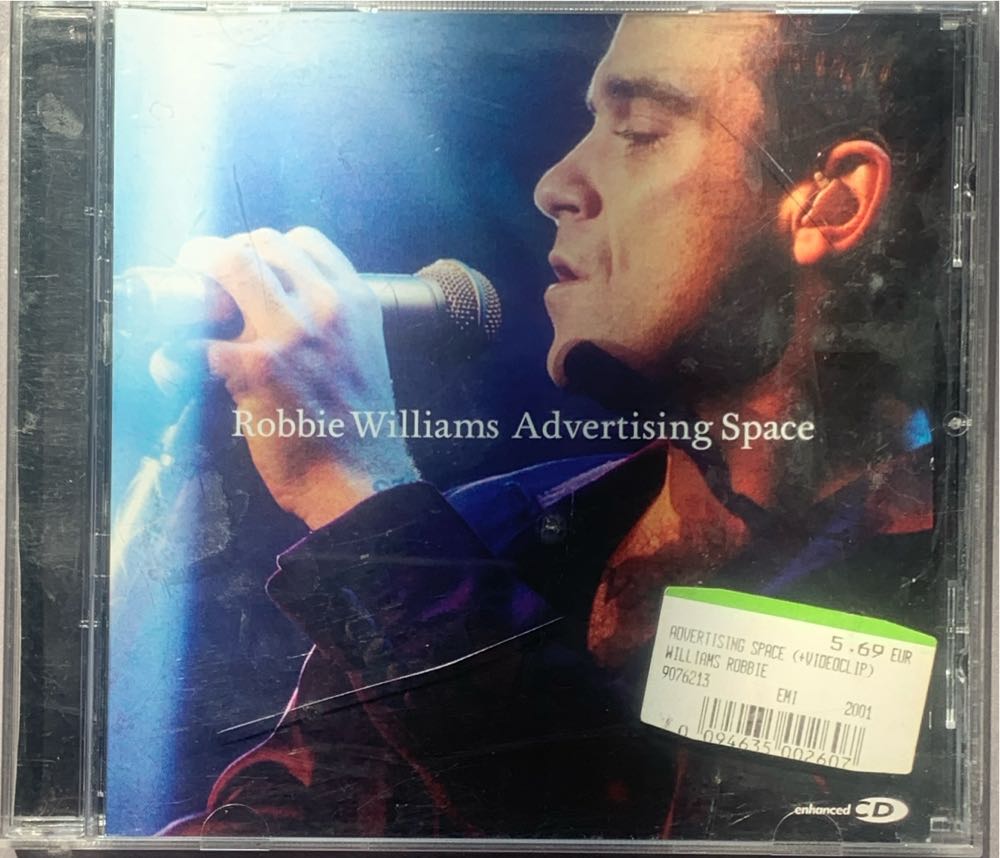 Robbie Williams Advertising Space
5.69 EUR
ADVERTISING SPACE (+VIDEOCLIP)
WILLIAMS ROBBIE
9076213
EMI 2001
0 094635 002607
enhanced CD